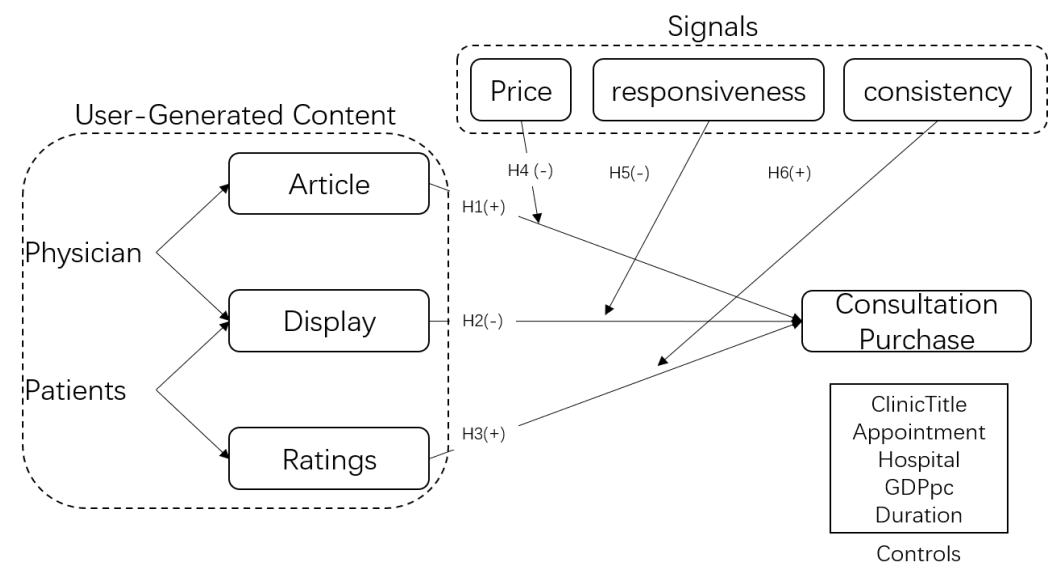 Signals
Price
responsiveness
consistency
User-Generated Content
Article
H4 (-)
H5(-)
H6(+)
H1(+)
Physician
Display
H2(-)
Consultation
Purchase
Patients
Ratings
H3(+)
ClinicTitle
Appointment
Hospital
GDPpc
Duration
Controls